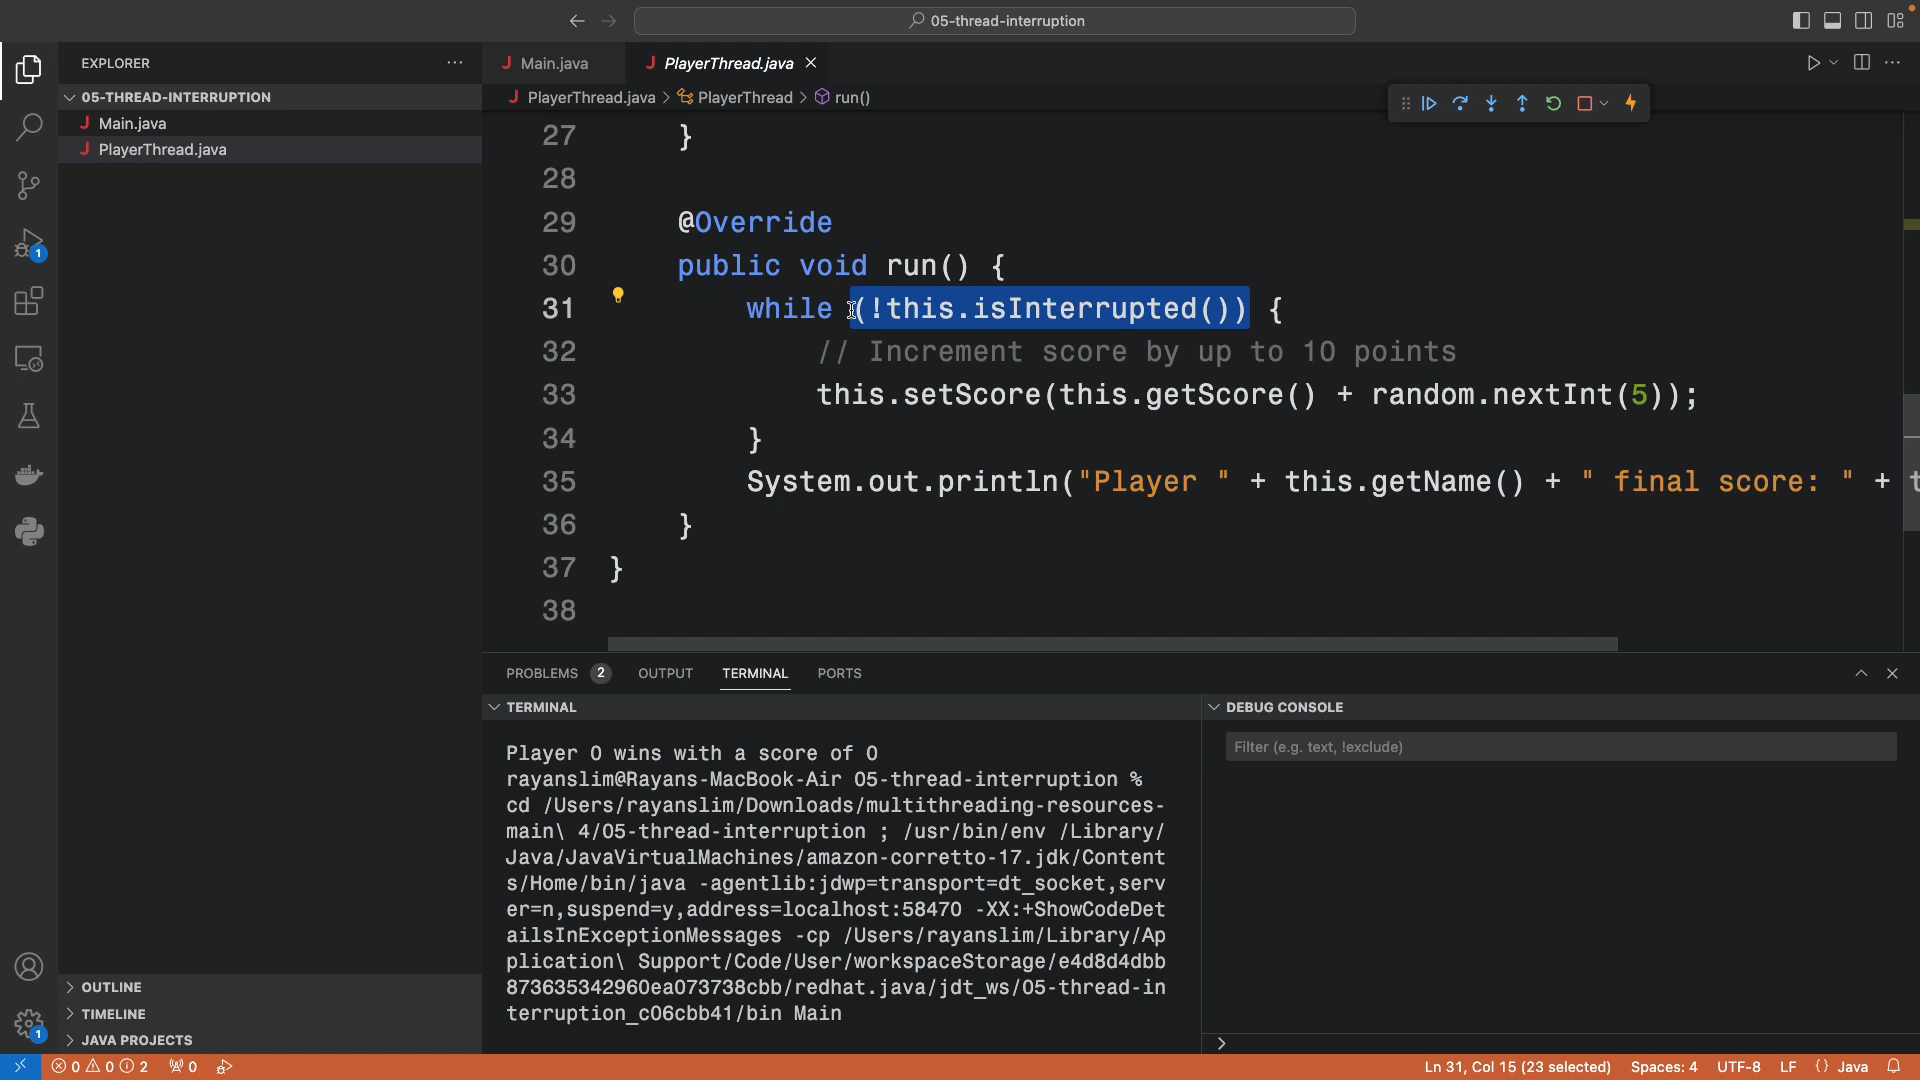 05-thread-interruption
EXPLORER
05-THREAD-INTERRUPTION
J Main.java
J PlayerThread.java
J Main.java
J PlayerThread.java
J PlayerThread.java > PlayerThread > run()
27 }
28
29 @Override
30 public void run() {
31 while (!this.isInterrupted()) {
32 // Increment score by up to 10 points
33 this.setScore(this.getScore() + random.nextInt(5));
34 }
35 System.out.println("Player " + this.getName() + " final score: " + t
36 }
37 }
38
PROBLEMS 2 OUTPUT TERMINAL PORTS
TERMINAL
Player 0 wins with a score of 0
rayanslim@Rayans-MacBook-Air 05-thread-interruption %
cd /Users/rayanslim/Downloads/multithreading-resources-
main\ 4/05-thread-interruption ; /usr/bin/env /Library/
Java/JavaVirtualMachines/amazon-corretto-17.jdk/Content
s/Home/bin/java -agentlib:jdwp=transport=dt_socket,serv
er=n,suspend=y,address=localhost:58470 -XX:+ShowCodeDet
ailsInExceptionMessages -cp /Users/rayanslim/Library/Ap
plication\ Support/Code/User/workspaceStorage/e4d8d4dbb
873635342960ea073738cbb/redhat.java/jdt_ws/05-thread-in
terruption_c06cbb41/bin Main
DEBUG CONSOLE
Filter (e.g. text, !exclude)
>
1
1
OUTLINE
TIMELINE
JAVA PROJECTS
0 0 2 0
Ln 31, Col 15 (23 selected) Spaces: 4 UTF-8 LF {} Java